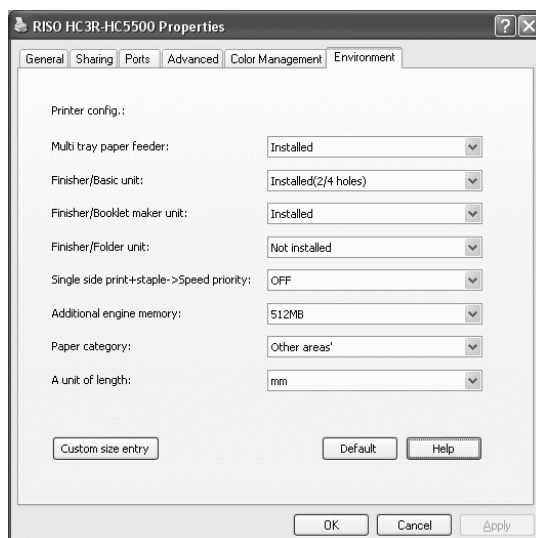 RISO HC3R-HC5500 Properties
General Sharing Ports Advanced Color Management Environment
Printer config.:
Multi tray paper feeder: Installed
Finisher/Basic unit: Installed(2/4 holes)
Finisher/Booklet maker unit: Installed
Finisher/Folder unit: Not installed
Single side print+staple->Speed priority: OFF
Additional engine memory: 512MB
Paper category: Other areas'
A unit of length: mm
Custom size entry Default Help
OK Cancel Apply